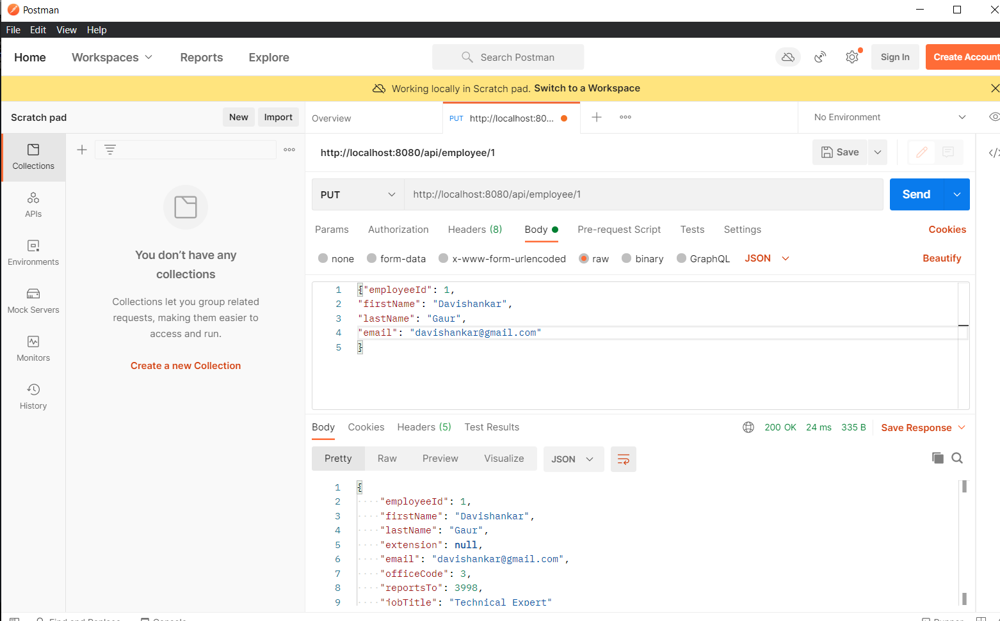 Postman
File Edit View Help
Home Workspaces Reports Explore Search Postman Sign In Create Account
Working locally in Scratch pad. Switch to a Workspace
Scratch pad New Import Overview PUT http://localhost:80... No Environment
Collections
http://localhost:8080/api/employee/1 Save
PUT http://localhost:8080/api/employee/1 Send
APIs
Params Authorization Headers (8) Body Pre-request Script Tests Settings Cookies
none form-data x-www-form-urlencoded raw binary GraphQL JSON Beautify
Environments
You don’t have any
collections
Collections let you group related
requests, making them easier to
access and run.
Create a new Collection
Mock Servers
Monitors
History
1 {"employeeId": 1,
2 "firstName": "Davishankar",
3 "lastName": "Gaur",
4 "email": "davishankar@gmail.com"
5 }
Body Cookies Headers (5) Test Results 200 OK 24 ms 335 B Save Response
Pretty Raw Preview Visualize JSON
1 {
2 "employeeId": 1,
3 "firstName": "Davishankar",
4 "lastName": "Gaur",
5 "extension": null,
6 "email": "davishankar@gmail.com",
7 "officeCode": 3,
8 "reportsTo": 3998,
9 "jobTitle": "Technical Expert"
Find and Replace Console Runner